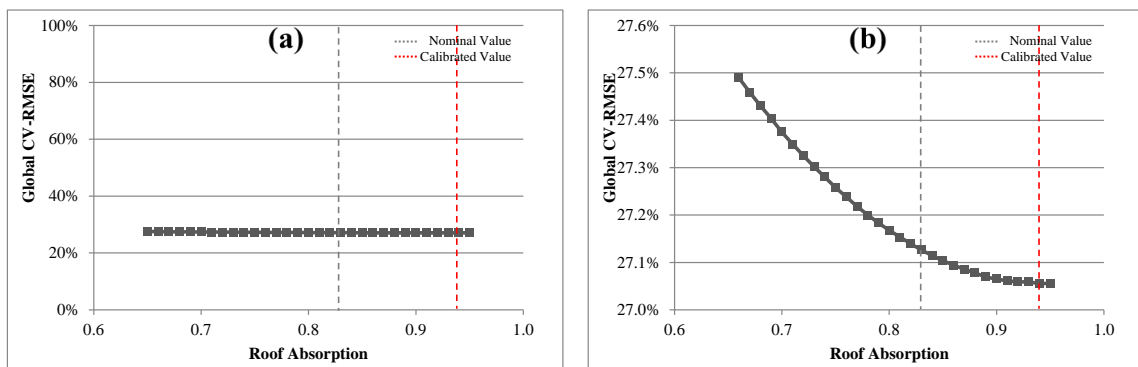 (a)
Nominal Value
Calibrated Value
Global CV-RMSE
100%
80%
60%
40%
20%
0%
0.6
0.7
0.8
0.9
1.0
Roof Absorption
(b)
Nominal Value
Calibrated Value
Global CV-RMSE
27.6%
27.5%
27.4%
27.3%
27.2%
27.1%
27.0%
0.6
0.7
0.8
0.9
1.0
Roof Absorption